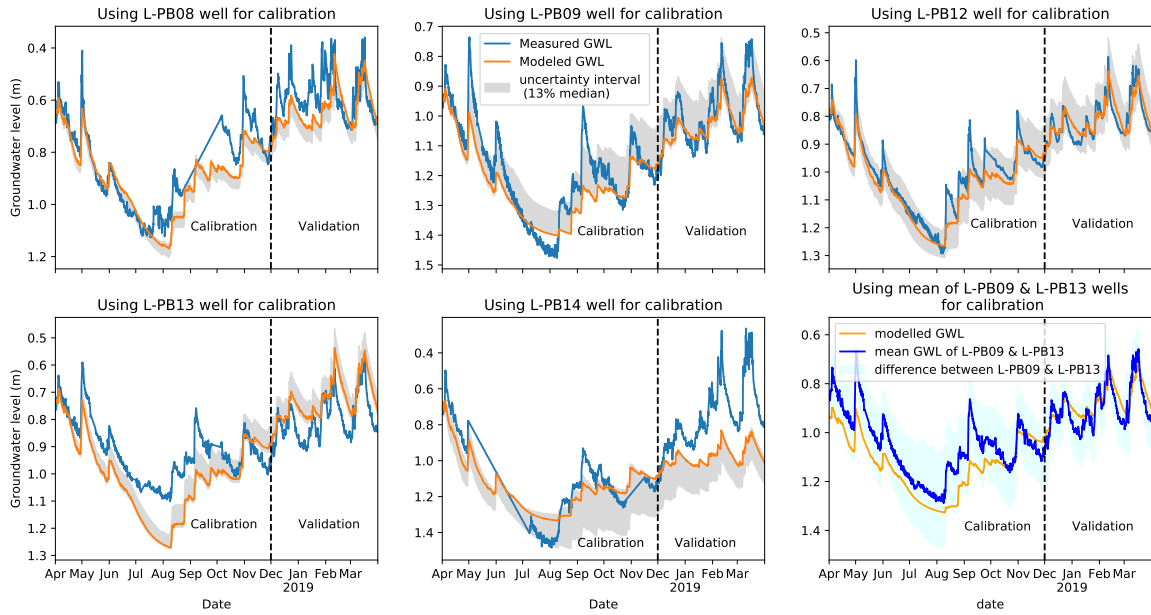 Using L-PB08 well for calibration
Using L-PB09 well for calibration
Using L-PB12 well for calibration
Groundwater level (m)
0.4
0.6
0.8
1.0
1.2
Calibration
Validation
0.7
0.8
0.9
1.0
1.1
1.2
1.3
1.4
1.5
Measured GWL
Modeled GWL
uncertainty interval
(13% median)
Calibration
Validation
0.5
0.6
0.7
0.8
0.9
1.0
1.1
1.2
1.3
Calibration
Validation
Using L-PB13 well for calibration
Using L-PB14 well for calibration
Using mean of L-PB09 & L-PB13 wells
for calibration
Groundwater level (m)
0.5
0.6
0.7
0.8
0.9
1.0
1.1
1.2
1.3
Calibration
Validation
Apr May Jun Jul Aug Sep Oct Nov Dec Jan Feb Mar
2019
Date
0.4
0.6
0.8
1.0
1.2
1.4
Calibration
Validation
Apr May Jun Jul Aug Sep Oct Nov Dec Jan Feb Mar
2019
Date
0.6
0.8
1.0
1.2
1.4
modelled GWL
mean GWL of L-PB09 & L-PB13
difference between L-PB09 & L-PB13
Calibration
Validation
Apr May Jun Jul Aug Sep Oct Nov Dec Jan Feb Mar
2019
date